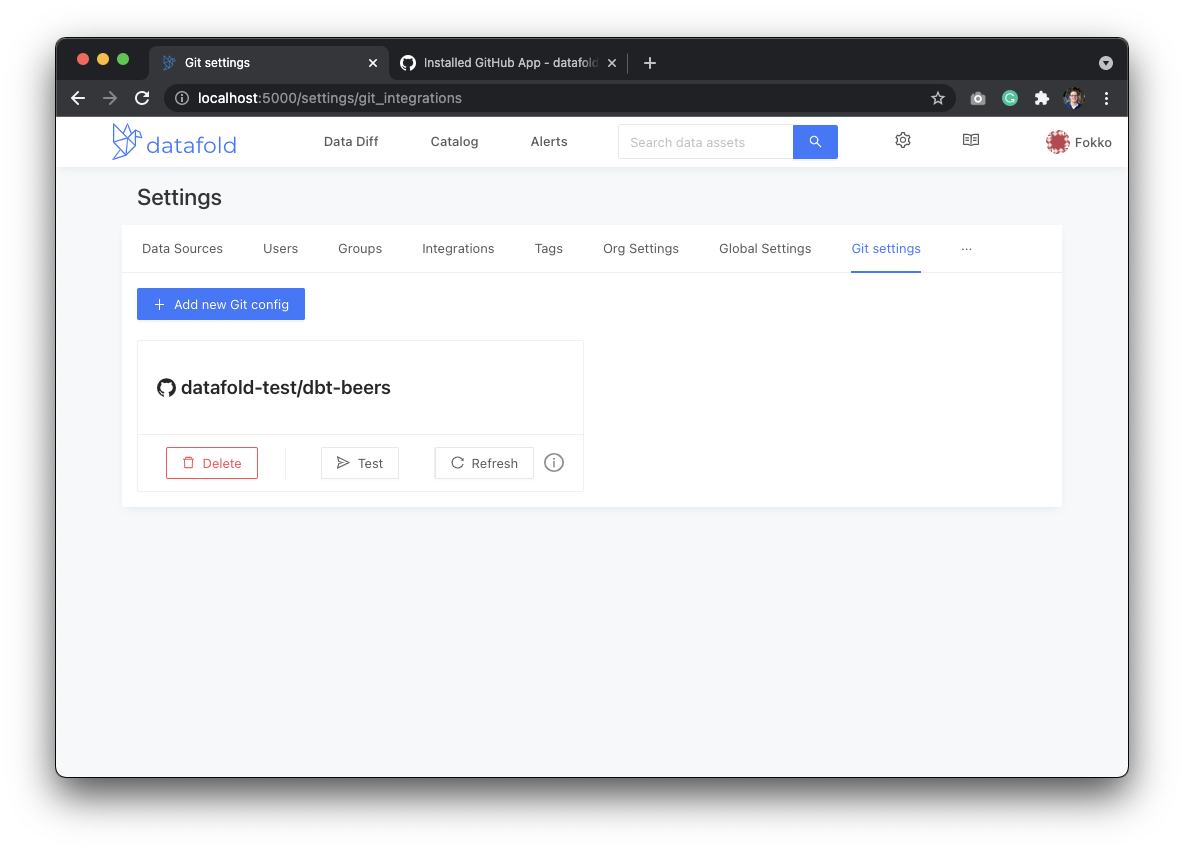 Git settings
Installed GitHub App - datafold
localhost:5000/settings/git_integrations
datafold
Data Diff
Catalog
Alerts
Search data assets
Fokko
Settings
Data Sources
Users
Groups
Integrations
Tags
Org Settings
Global Settings
Git settings
···
+ Add new Git config
datafold-test/dbt-beers
Delete
Test
Refresh